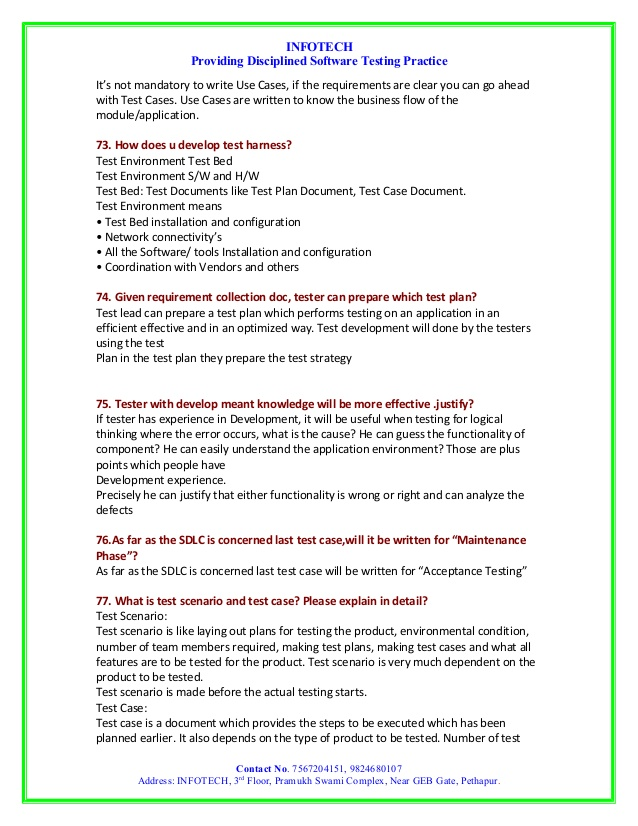 INFOTECH
Providing Disciplined Software Testing Practice
It's not mandatory to write Use Cases, if the requirements are clear you can go ahead
with Test Cases. Use Cases are written to know the business flow of the
module/application.
73. How does u develop test harness?
Test Environment Test Bed
Test Environment S/W and H/W
Test Bed: Test Documents like Test Plan Document, Test Case Document.
Test Environment means
• Test Bed installation and configuration
• Network connectivity's
• All the Software/ tools Installation and configuration
• Coordination with Vendors and others
74. Given requirement collection doc, tester can prepare which test plan?
Test lead can prepare a test plan which performs testing on an application in an
efficient effective and in an optimized way. Test development will done by the testers
using the test
Plan in the test plan they prepare the test strategy
75. Tester with develop meant knowledge will be more effective .justify?
If tester has experience in Development, it will be useful when testing for logical
thinking where the error occurs, what is the cause? He can guess the functionality of
component? He can easily understand the application environment? Those are plus
points which people have
Development experience.
Precisely he can justify that either functionality is wrong or right and can analyze the
defects
76.As far as the SDLC is concerned last test case,will it be written for “Maintenance
Phase”?
As far as the SDLC is concerned last test case will be written for “Acceptance Testing”
77. What is test scenario and test case? Please explain in detail?
Test Scenario:
Test scenario is like laying out plans for testing the product, environmental condition,
number of team members required, making test plans, making test cases and what all
features are to be tested for the product. Test scenario is very much dependent on the
product to be tested.
Test scenario is made before the actual testing starts.
Test Case:
Test case is a document which provides the steps to be executed which has been
planned earlier. It also depends on the type of product to be tested. Number of test
Contact No. 7567204151, 9824680107
Address: INFOTECH, 3rd Floor, Pramukh Swami Complex, Near GEB Gate, Pethapur.